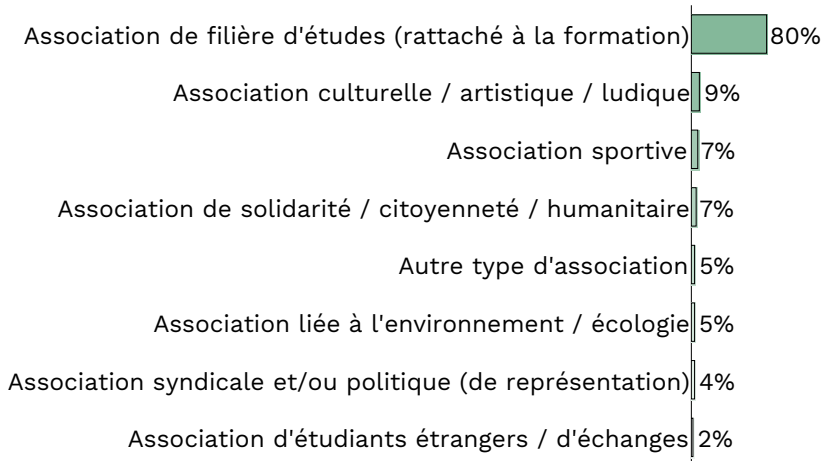 Association de filière d'études (rattaché à la formation) 80%
Association culturelle / artistique / ludique 9%
Association sportive 7%
Association de solidarité / citoyenneté / humanitaire 7%
Autre type d'association 5%
Association liée à l'environnement / écologie 5%
Association syndicale et/ou politique (de représentation) 4%
Association d'étudiants étrangers / d'échanges 2%